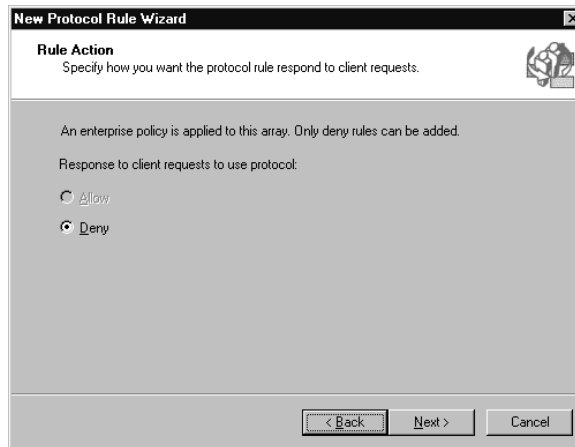 New Protocol Rule Wizard
Rule Action
Specify how you want the protocol rule respond to client requests.
An enterprise policy is applied to this array. Only deny rules can be added.
Response to client requests to use protocol:
Allow
Deny
< Back
Next >
Cancel